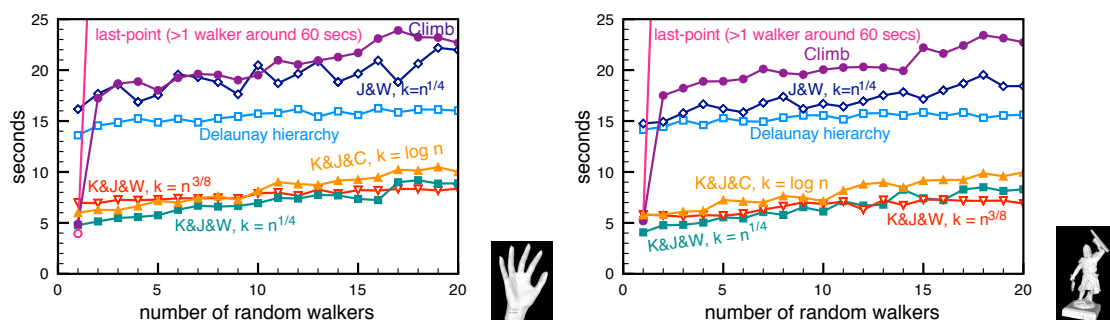 25
20
15
10
5
0
seconds
last-point (>1 walker around 60 secs)
Climb
J&W, k=n^1/4
Delaunay hierarchy
K&J&C, k = log n
K&J&W, k = n^3/8
K&J&W, k = n^1/4
0 5 10 15 20
number of random walkers
25
20
15
10
5
0
seconds
last-point (>1 walker around 60 secs)
Climb
J&W, k=n^1/4
Delaunay hierarchy
K&J&C, k = log n
K&J&W, k = n^3/8
K&J&W, k = n^1/4
0 5 10 15 20
number of random walkers